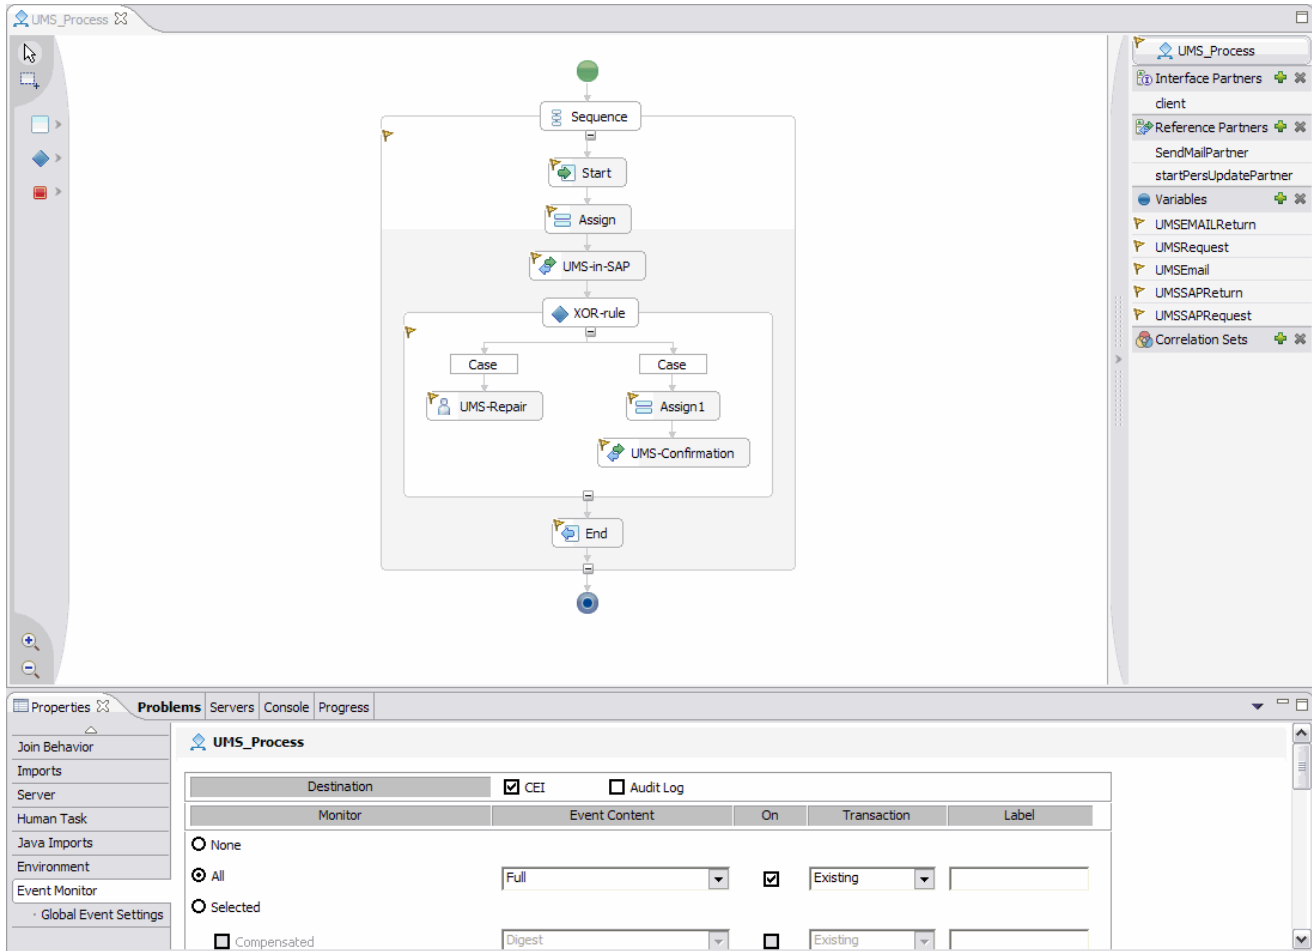 UMS_Process
UMS_Process
Interface Partners
client
Reference Partners
SendMailPartner
startPersUpdatePartner
Variables
UMSEMAILReturn
UMSRequest
UMSEmail
UMSSAPReturn
UMSSAPRequest
Correlation Sets
Sequence
Start
Assign
UMS-in-SAP
XOR-rule
Case Case
UMS-Repair Assign1
UMS-Confirmation
End
Properties Problems Servers Console Progress
Join Behavior
Imports
Server
Human Task
Java Imports
Environment
Event Monitor
· Global Event Settings
UMS_Process
Destination CEI Audit Log
Monitor Event Content On Transaction Label
None
All Full Existing
Selected
Compensated Digest Existing